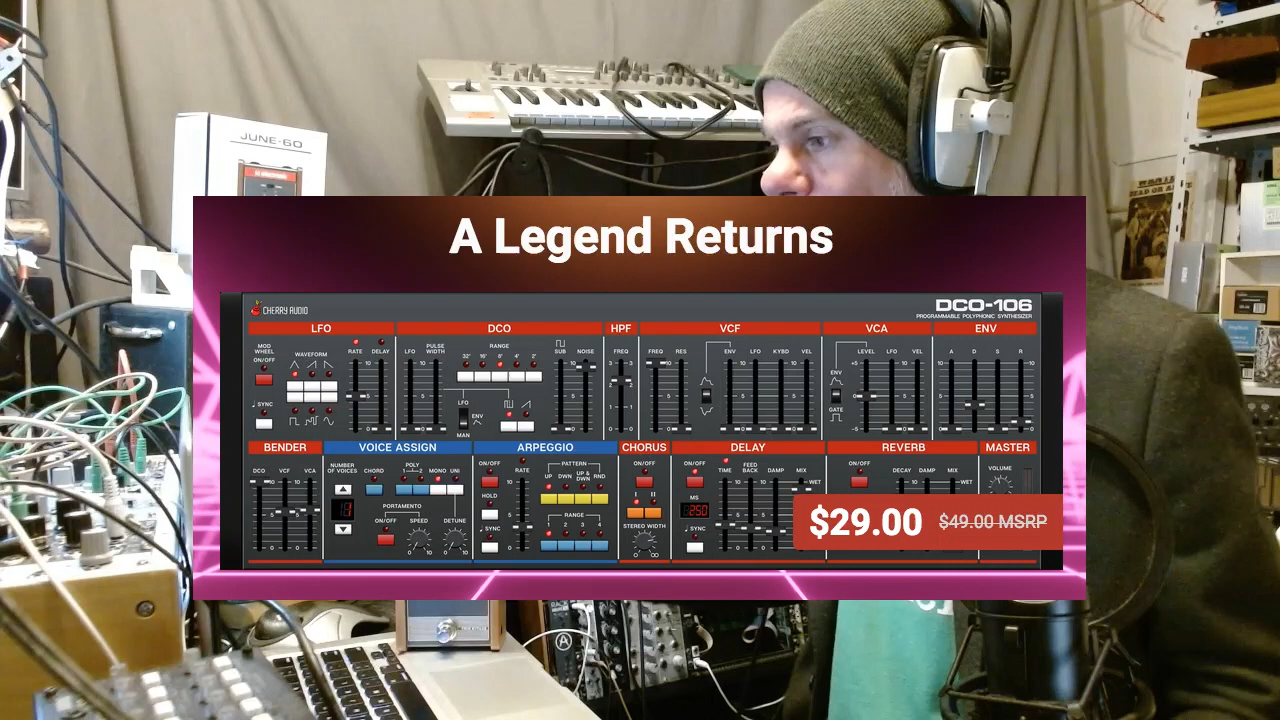 JUNE-60
A Legend Returns
CHERRY AUDIO
DCO-106
PROGRAMMABLE POLYPHONIC SYNTHESIZER
LFO DCO HPF VCF VCA ENV
MOD WHEEL ON/OFF
WAVEFORM
RATE DELAY
SYNC
LFO PULSE WIDTH
RANGE
32' 16' 8' 4' 2'
SUB NOISE
LFO ENV MAN
FREQ
FREQ RES ENV LFO KYBD VEL
LEVEL LFO VEL
ENV
GATE
A D S R
BENDER VOICE ASSIGN ARPEGGIO CHORUS DELAY REVERB MASTER
DCO VCF VCA
NUMBER OF VOICES
CHORD
POLY
1 2 MONO UNI
PORTAMENTO
ON/OFF SPEED DETUNE
ON/OFF RATE
HOLD
SYNC
PATTERN
UP DWN UP & DWN RND
RANGE
1 2 3 4
ON/OFF
I II
STEREO WIDTH
ON/OFF TIME FEED BACK DAMP MIX
WET
MS
250
SYNC
ON/OFF
DECAY DAMP MIX
WET
VOLUME
$29.00 $49.00 MSRP